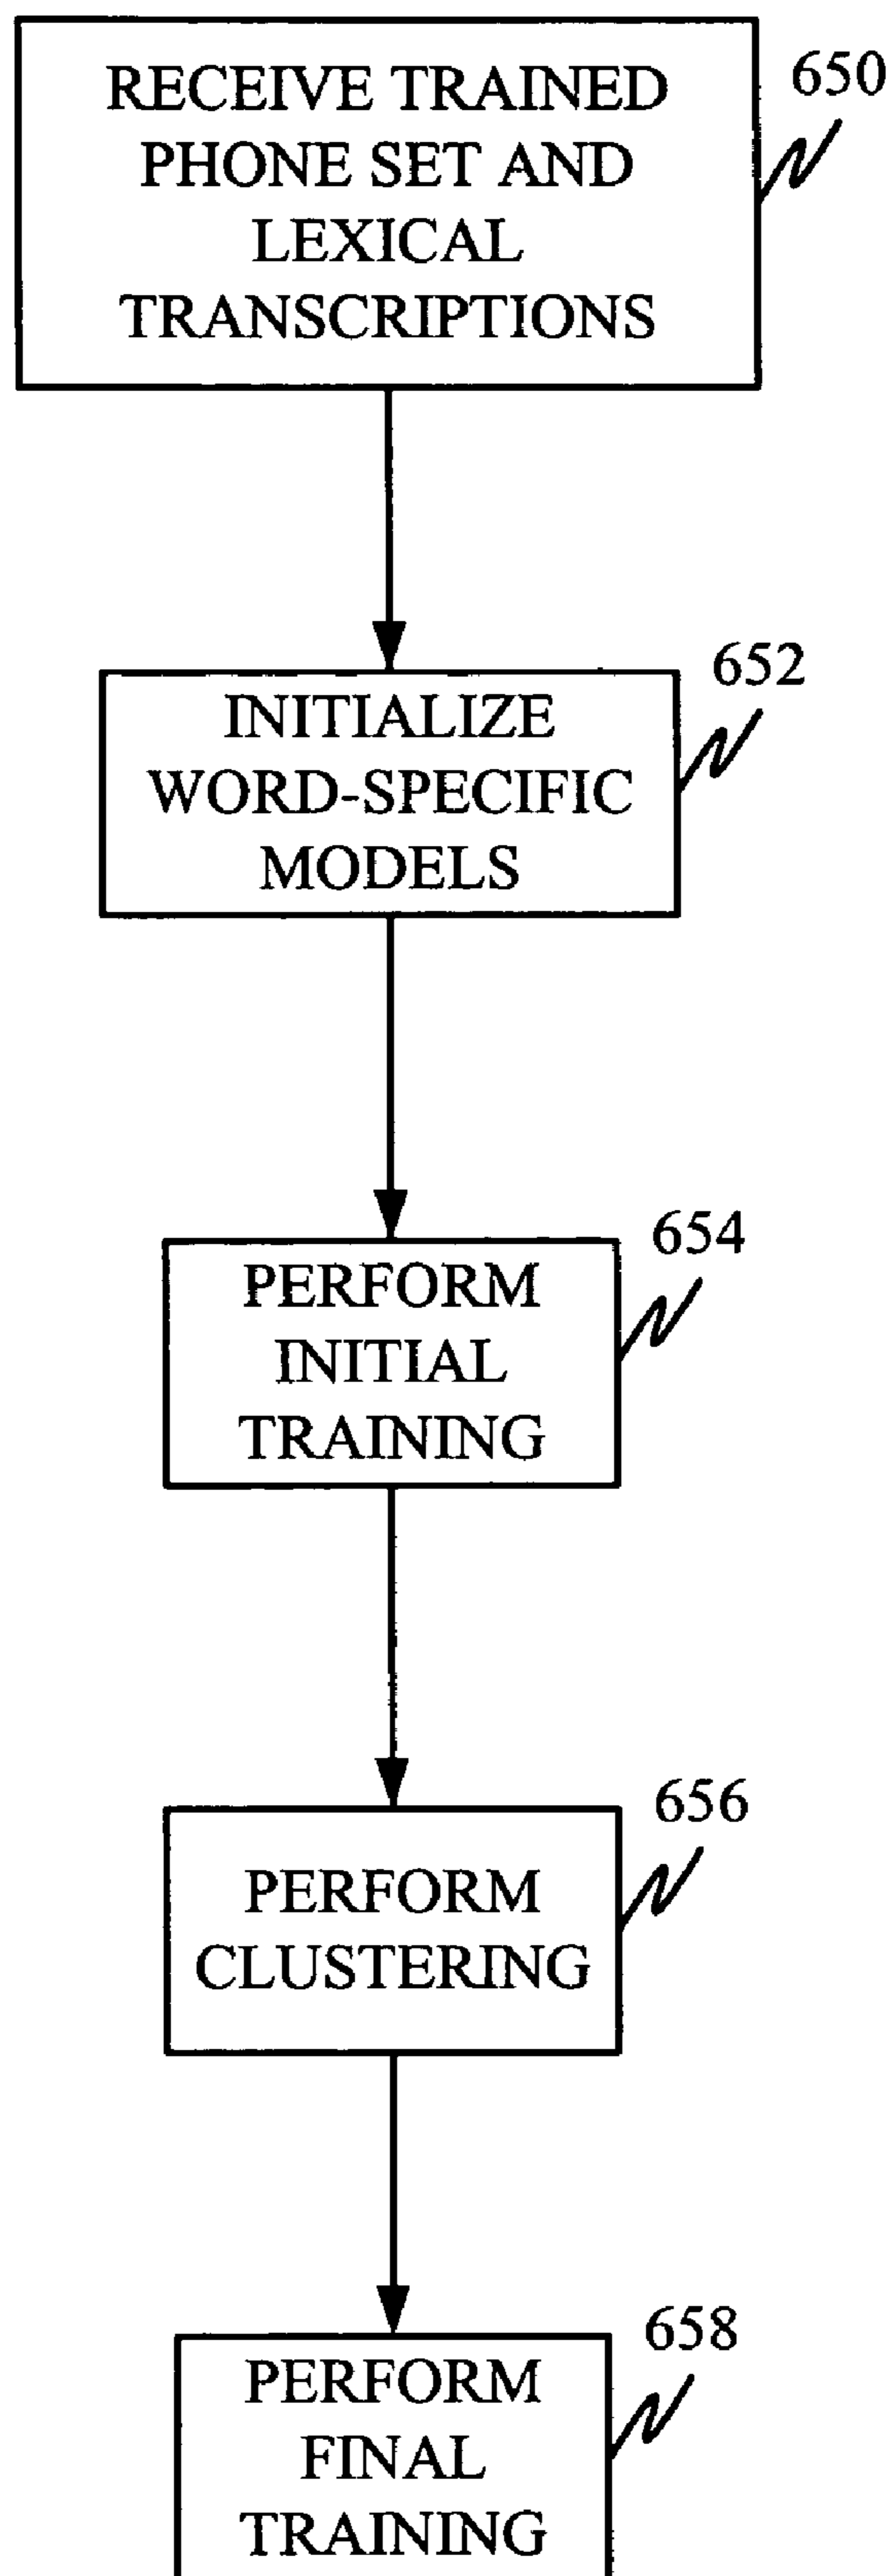 RECEIVE TRAINED
PHONE SET AND
LEXICAL
TRANSCRIPTIONS
650
INITIALIZE
WORD-SPECIFIC
MODELS
652
PERFORM
INITIAL
TRAINING
654
PERFORM
CLUSTERING
656
PERFORM
FINAL
TRAINING
658